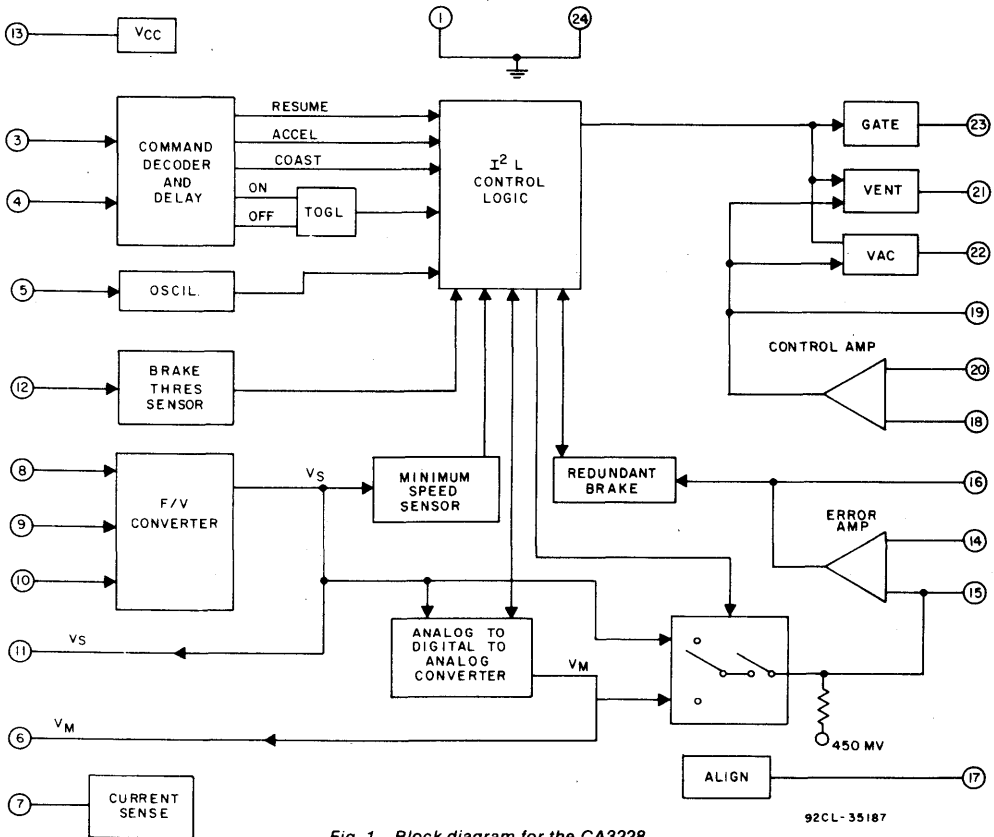 1
24
13
VCC
3
4
COMMAND
DECODER
AND
DELAY
RESUME
ACCEL
COAST
ON
OFF
TOGL
I² L
CONTROL
LOGIC
GATE
23
VENT
21
VAC
22
5
OSCIL.
19
CONTROL AMP
20
18
12
BRAKE
THRES
SENSOR
8
9
10
F/V
CONVERTER
VS
MINIMUM
SPEED
SENSOR
REDUNDANT
BRAKE
16
ERROR
AMP
14
15
11
VS
ANALOG TO
DIGITAL TO
ANALOG
CONVERTER
VM
6
VM
450 MV
ALIGN
17
7
CURRENT
SENSE
92CL-35187
Fig. 1 – Block diagram for the CA3228